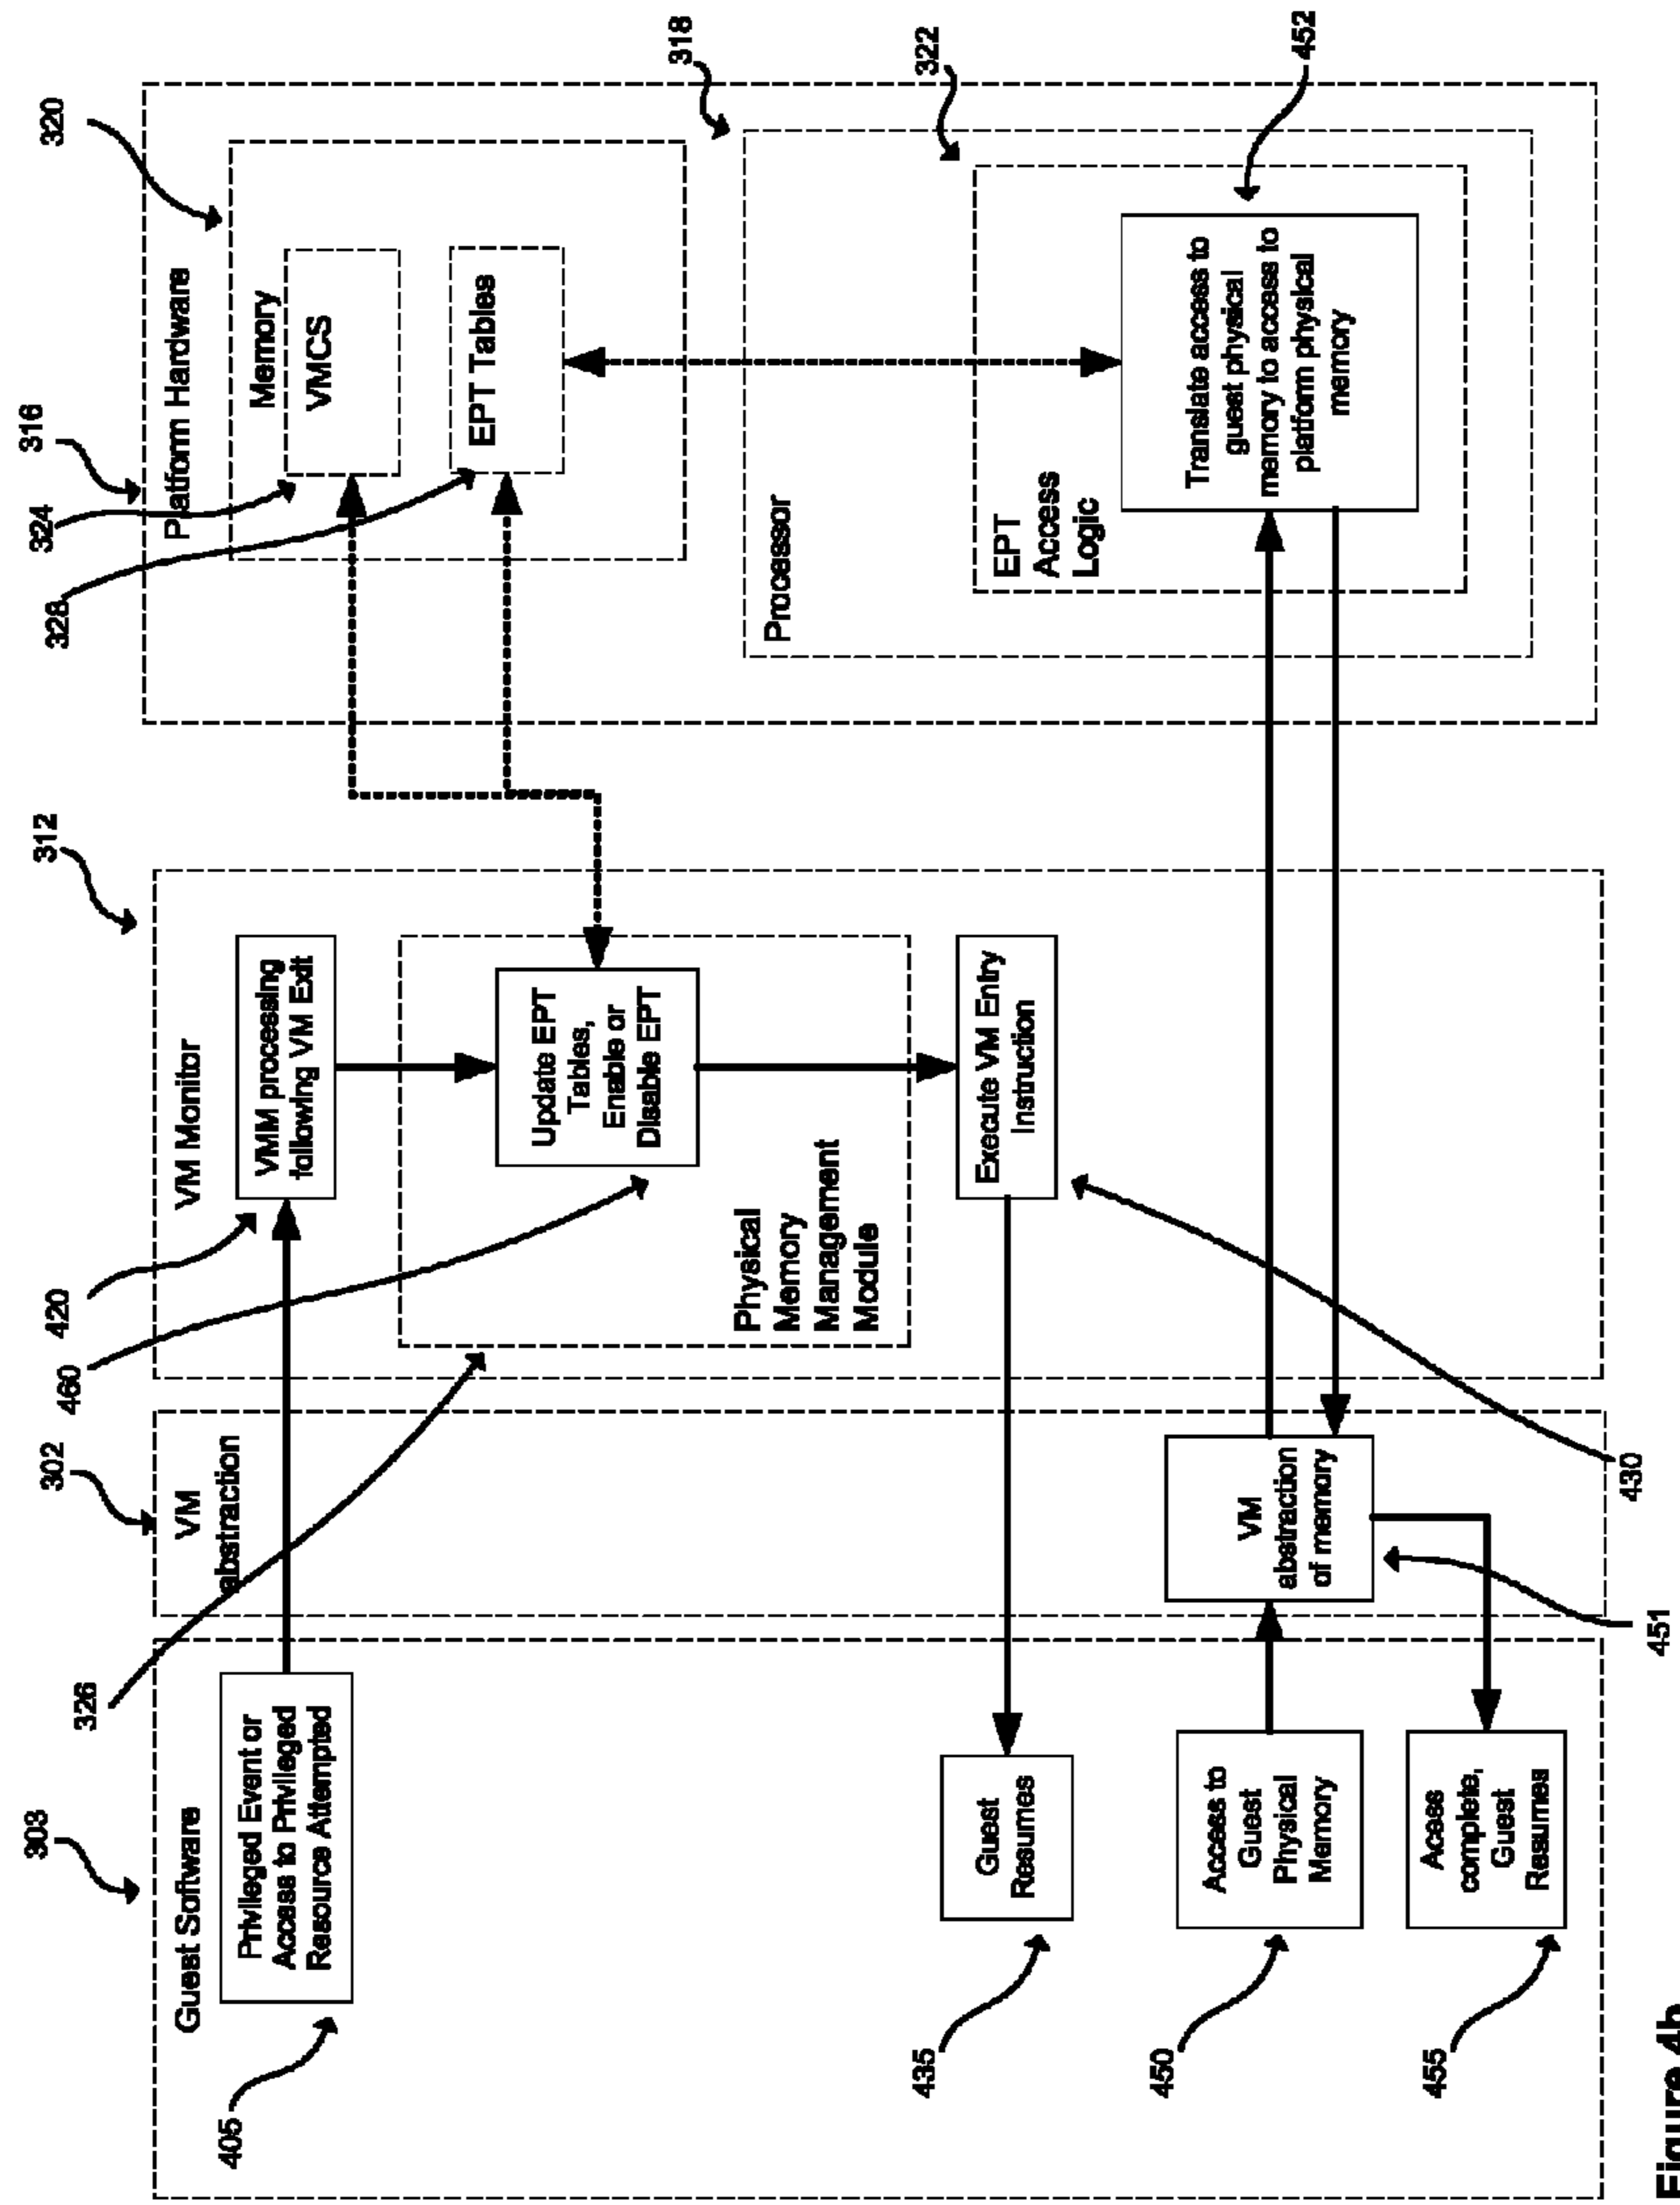 303
Guest Software
Privileged Event or
Access to Privileged
Resource Attempted
405
Guest
Resumes
435
Access to
Guest
Physical
Memory
450
Acess
complete,
Guest
Resumes
455
302
VM
abstraction
VM
abstraction
of memory
451
326
312
VM Monitor
420
VMM processing
following VM Exit
460
Update EPT
Tables,
Enable or
Disable EPT
Physical
Memory
Management
Module
Execute VM Entry
Instruction
430
316
Platform Hardware
320
Memory
324
VMCS
328
EPT Tables
318
Processor
322
EPT
Access
Logic
Translate access to
guest physical
memory to access to
platform physical
memory
452
Figure 4b